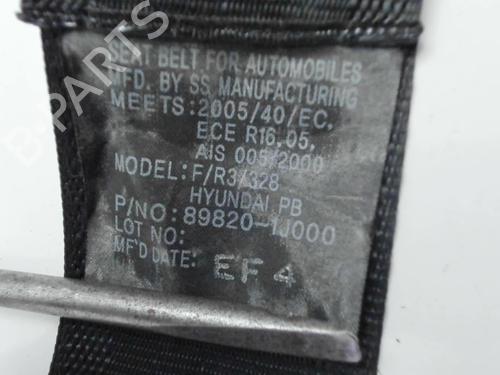 SEAT BELT FOR AUTOMOBILES
MFD. BY SS MANUFACTURING
MEETS:2005/40/EC,
ECE R16.05,
AIS 005/2000
MODEL: F/R3/328
HYUNDAI PB
P/NO: 89820-1J000
LOT NO:
MF'D DATE: EF4
B-PARTS